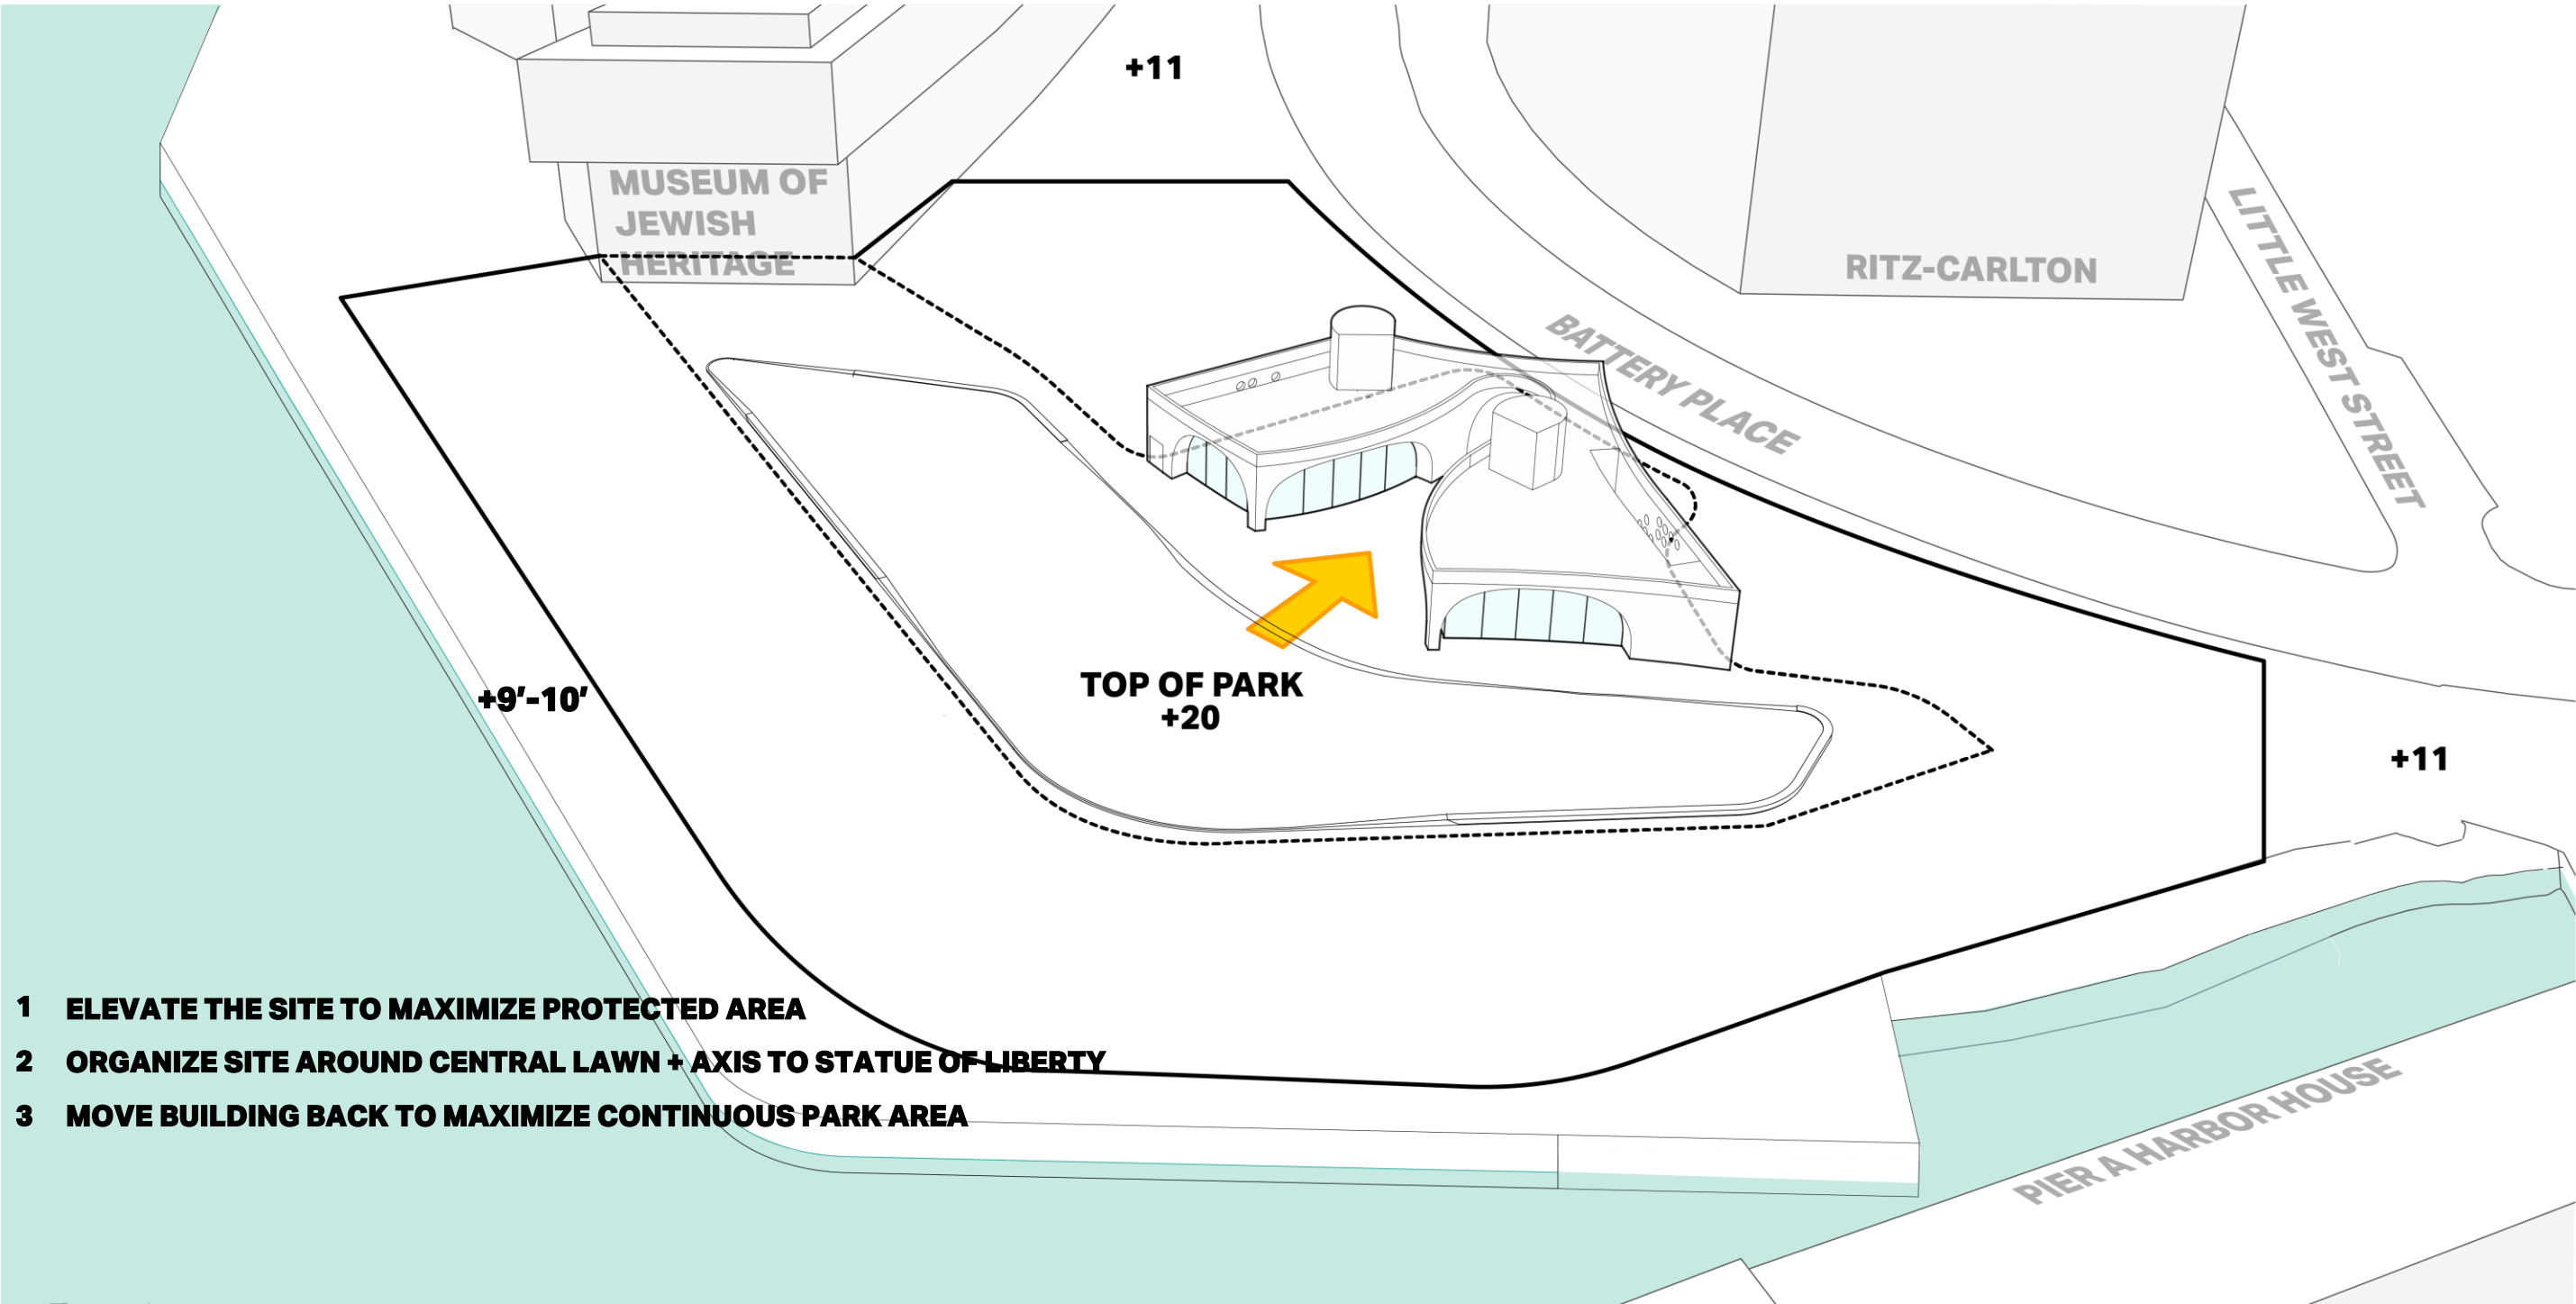 +11
MUSEUM OF
JEWISH
HERITAGE
RITZ-CARLTON
LITTLE WEST STREET
BATTERY PLACE
+9’-10’
TOP OF PARK
+20
+11
1 ELEVATE THE SITE TO MAXIMIZE PROTECTED AREA
2 ORGANIZE SITE AROUND CENTRAL LAWN + AXIS TO STATUE OF LIBERTY
3 MOVE BUILDING BACK TO MAXIMIZE CONTINUOUS PARK AREA
PIER A HARBOR HOUSE